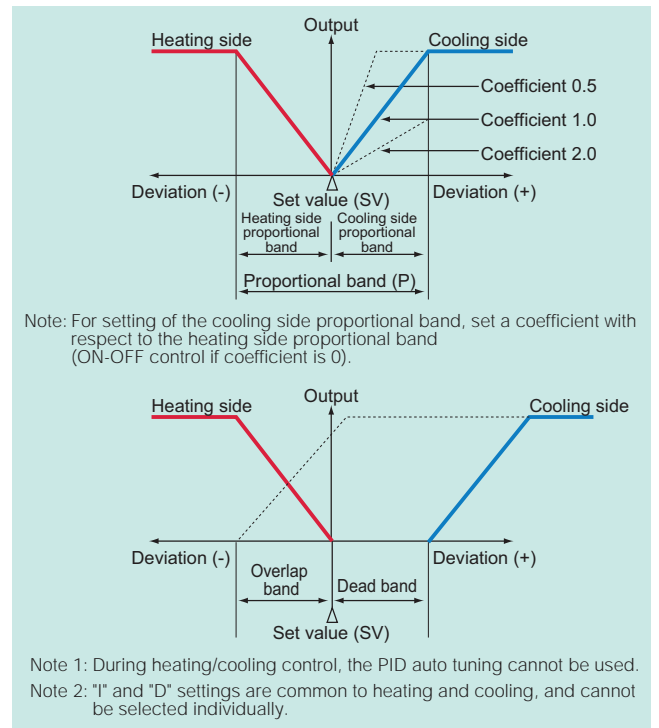 Output
Heating side
Cooling side
Coefficient 0.5
Coefficient 1.0
Coefficient 2.0
Deviation (-)
Deviation (+)
Set value (SV)
Heating side
proportional
band
Cooling side
proportional
band
Proportional band (P)
Note: For setting of the cooling side proportional band, set a coefficient with
respect to the heating side proportional band
(ON-OFF control if coefficient is 0).
Output
Heating side
Cooling side
Deviation (-)
Deviation (+)
Overlap
band
Dead band
Set value (SV)
Note 1: During heating/cooling control, the PID auto tuning cannot be used.
Note 2: "I" and "D" settings are common to heating and cooling, and cannot
be selected individually.